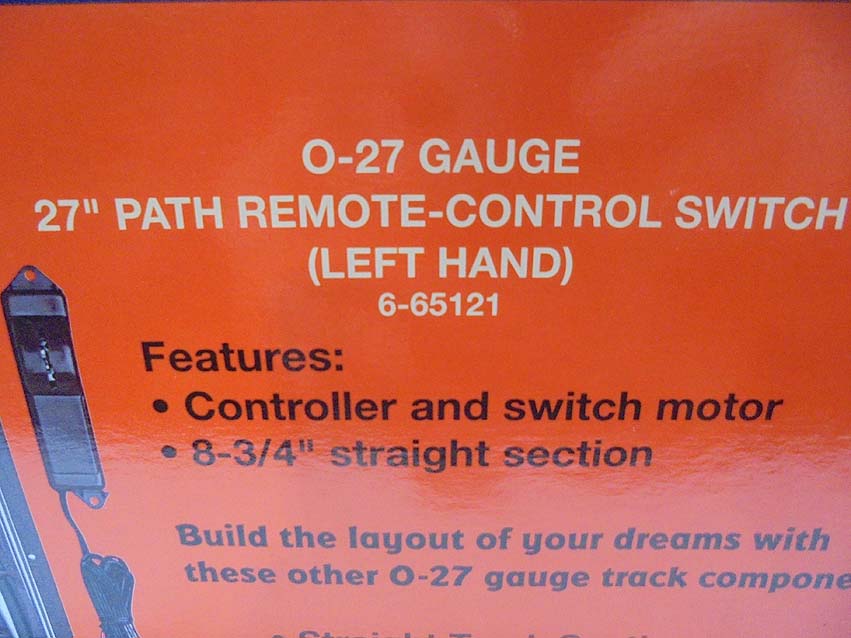 O-27 GAUGE
27" PATH REMOTE-CONTROL SWITCH
(LEFT HAND)
6-65121
Features:
• Controller and switch motor
• 8-3/4" straight section
Build the layout of your dreams with
these other O-27 gauge track compone